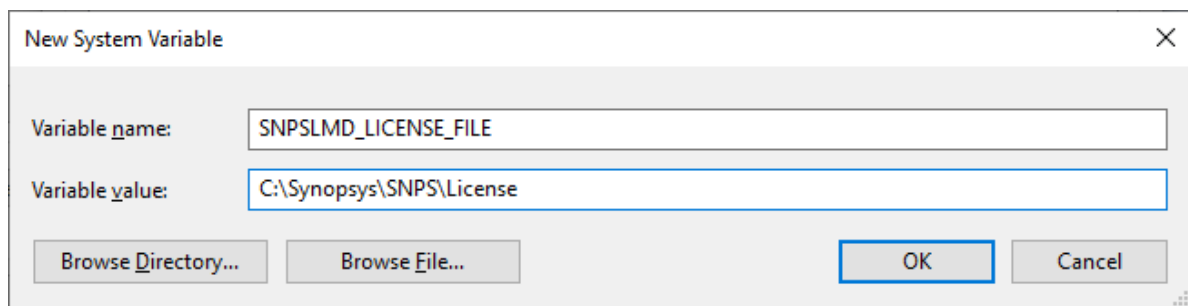 New System Variable
Variable name: SNPSLMD_LICENSE_FILE
Variable value: C:\Synopsys\SNPS\License
Browse Directory... Browse File... OK Cancel